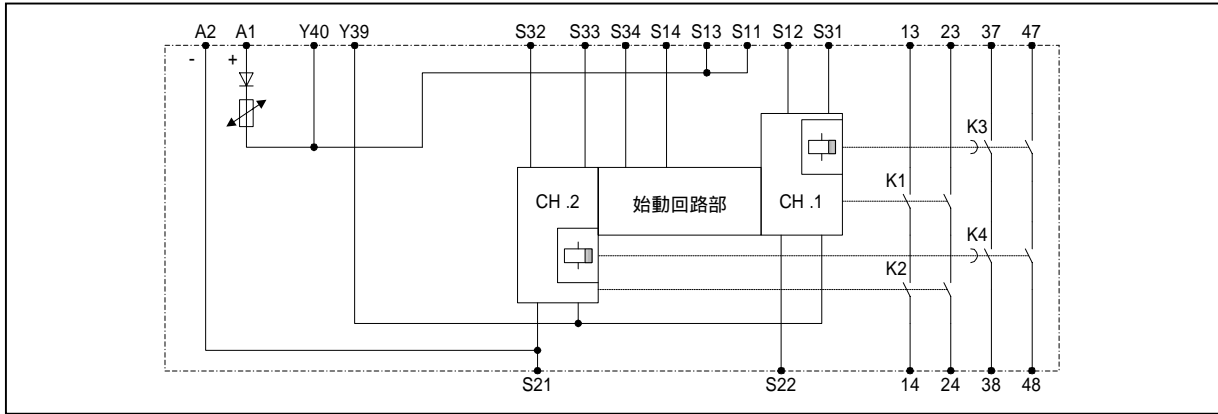 A2 A1 Y40 Y39 S32 S33 S34 S14 S13 S11 S12 S31 13 23 37 47
- +
K3
K1
CH .2 始動回路部 CH .1
K4
K2
S21 S22 14 24 38 48